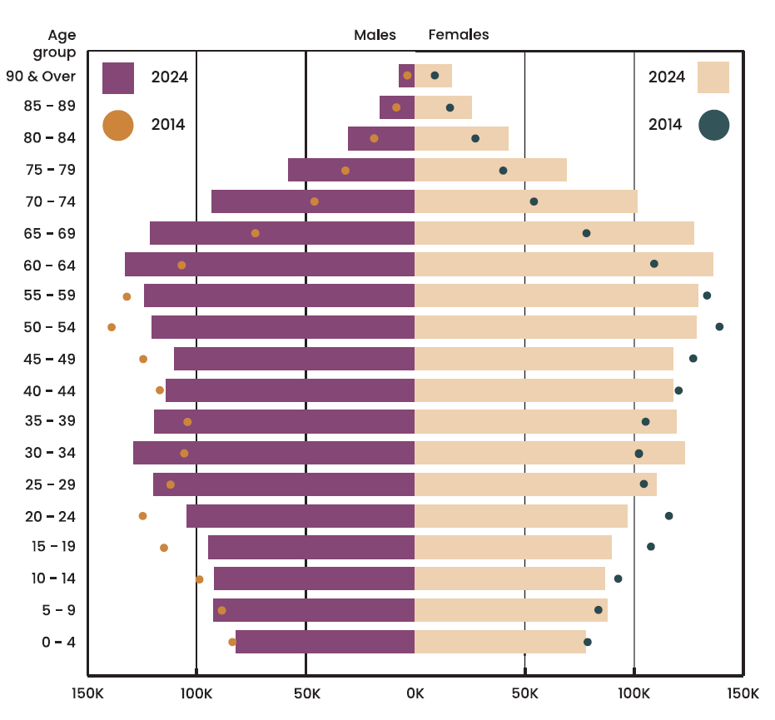 Age group
Males Females
90 & Over
2024 2024
85 - 89
2014 2014
80 - 84
75 - 79
70 - 74
65 - 69
60 - 64
55 - 59
50 - 54
45 - 49
40 - 44
35 - 39
30 - 34
25 - 29
20 - 24
15 - 19
10 - 14
5 - 9
0 - 4
150K 100K 50K 0K 50K 100K 150K